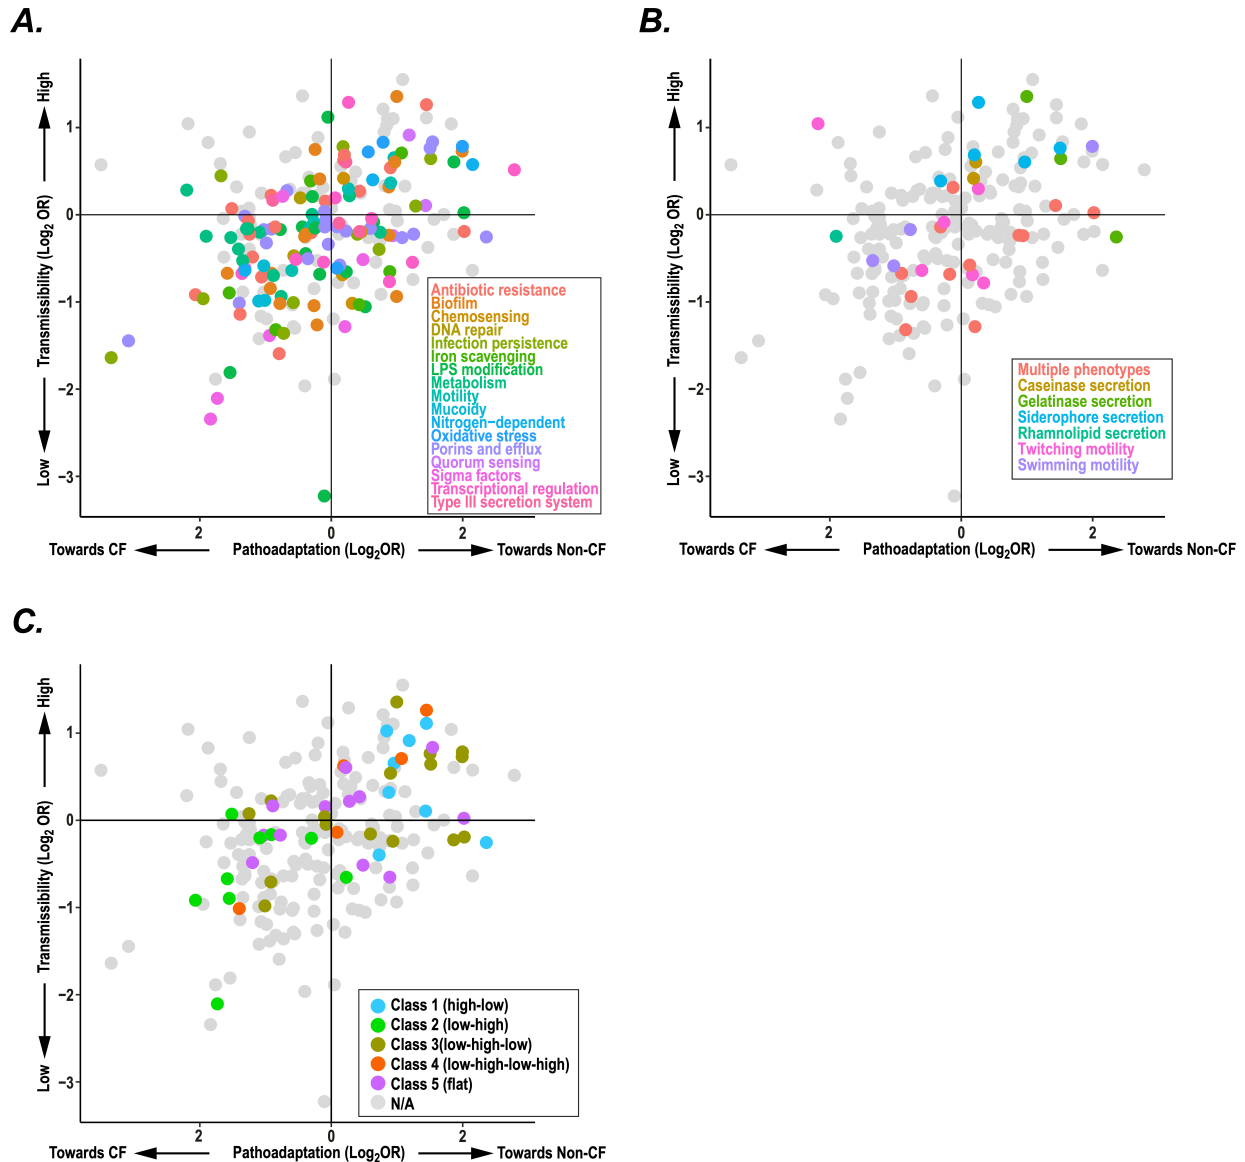 A.
High
Transmissibility (Log2 OR)
Low
1
0
−1
−2
−3
Antibiotic resistance
Biofilm
Chemosensing
DNA repair
Infection persistence
Iron scavenging
LPS modification
Metabolism
Motility
Mucoidy
Nitrogen−dependent
Oxidative stress
Porins and efflux
Quorum sensing
Sigma factors
Transcriptional regulation
Type III secretion system
2 0 2
Towards CF Pathoadaptation (Log2OR) Towards Non-CF
B.
High
Transmissibility (Log2 OR)
Low
1
0
−1
−2
−3
Multiple phenotypes
Caseinase secretion
Gelatinase secretion
Siderophore secretion
Rhamnolipid secretion
Twitching motility
Swimming motility
2 0 2
Towards CF Pathoadaptation (Log2OR) Towards Non-CF
C.
High
Transmissibility (Log2 OR)
Low
1
0
−1
−2
−3
Class 1 (high-low)
Class 2 (low-high)
Class 3(low-high-low)
Class 4 (low-high-low-high)
Class 5 (flat)
N/A
2 0 2
Towards CF Pathoadaptation (Log2OR) Towards Non-CF